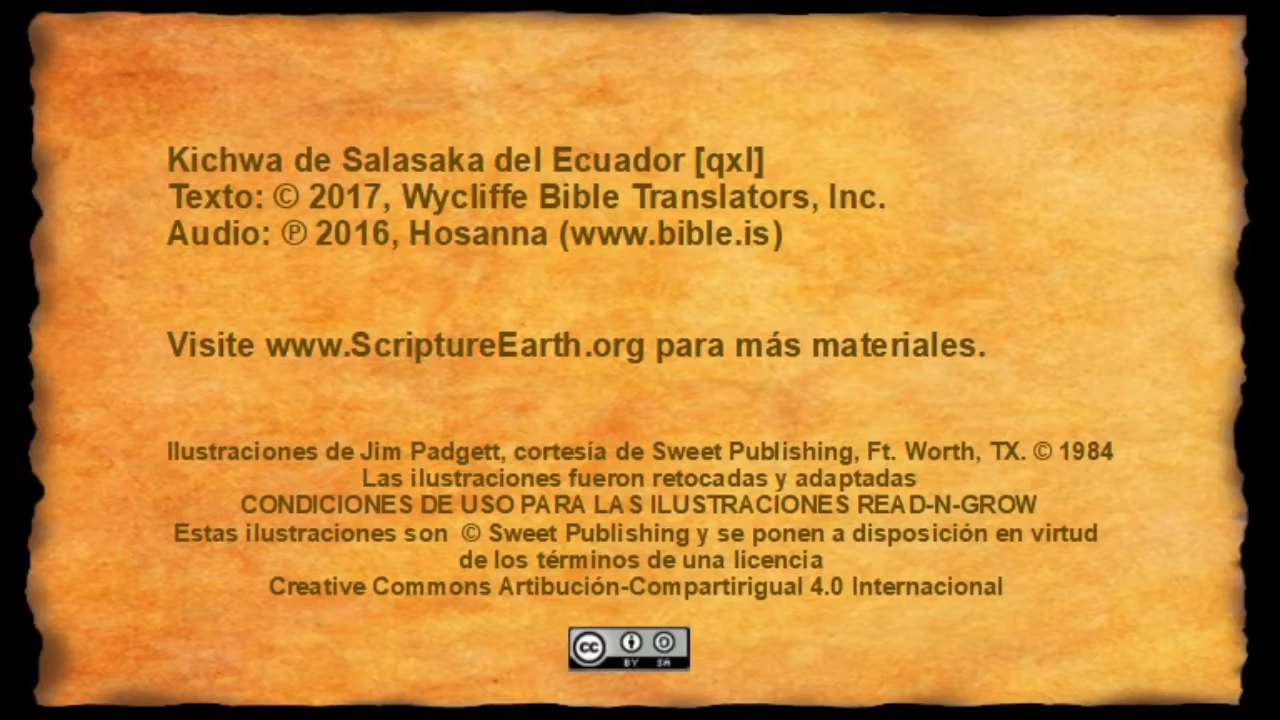 Kichwa de Salasaka del Ecuador [qxl]
Texto: © 2017, Wycliffe Bible Translators, Inc.
Audio: ℗ 2016, Hosanna (www.bible.is)
Visite www.ScriptureEarth.org para más materiales.
Ilustraciones de Jim Padgett, cortesía de Sweet Publishing, Ft. Worth, TX. © 1984
Las ilustraciones fueron retocadas y adaptadas
CONDICIONES DE USO PARA LAS ILUSTRACIONES READ-N-GROW
Estas ilustraciones son © Sweet Publishing y se ponen a disposición en virtud
de los términos de una licencia
Creative Commons Artibución-Compartirigual 4.0 Internacional
cc BY SA